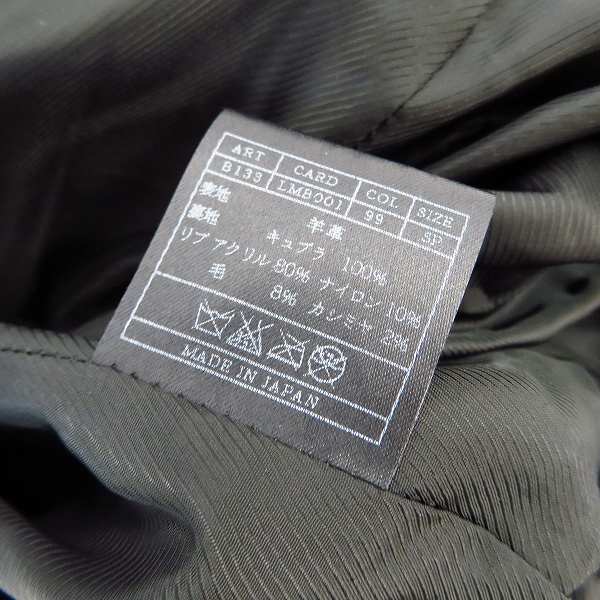 ART CARD COL SIZE
B133 LMB001 99 SP
表地 羊革
裏地 キュプラ 100%
リブ アクリル 80% ナイロン 10%
毛 8% カシミヤ 2%
MADE IN JAPAN